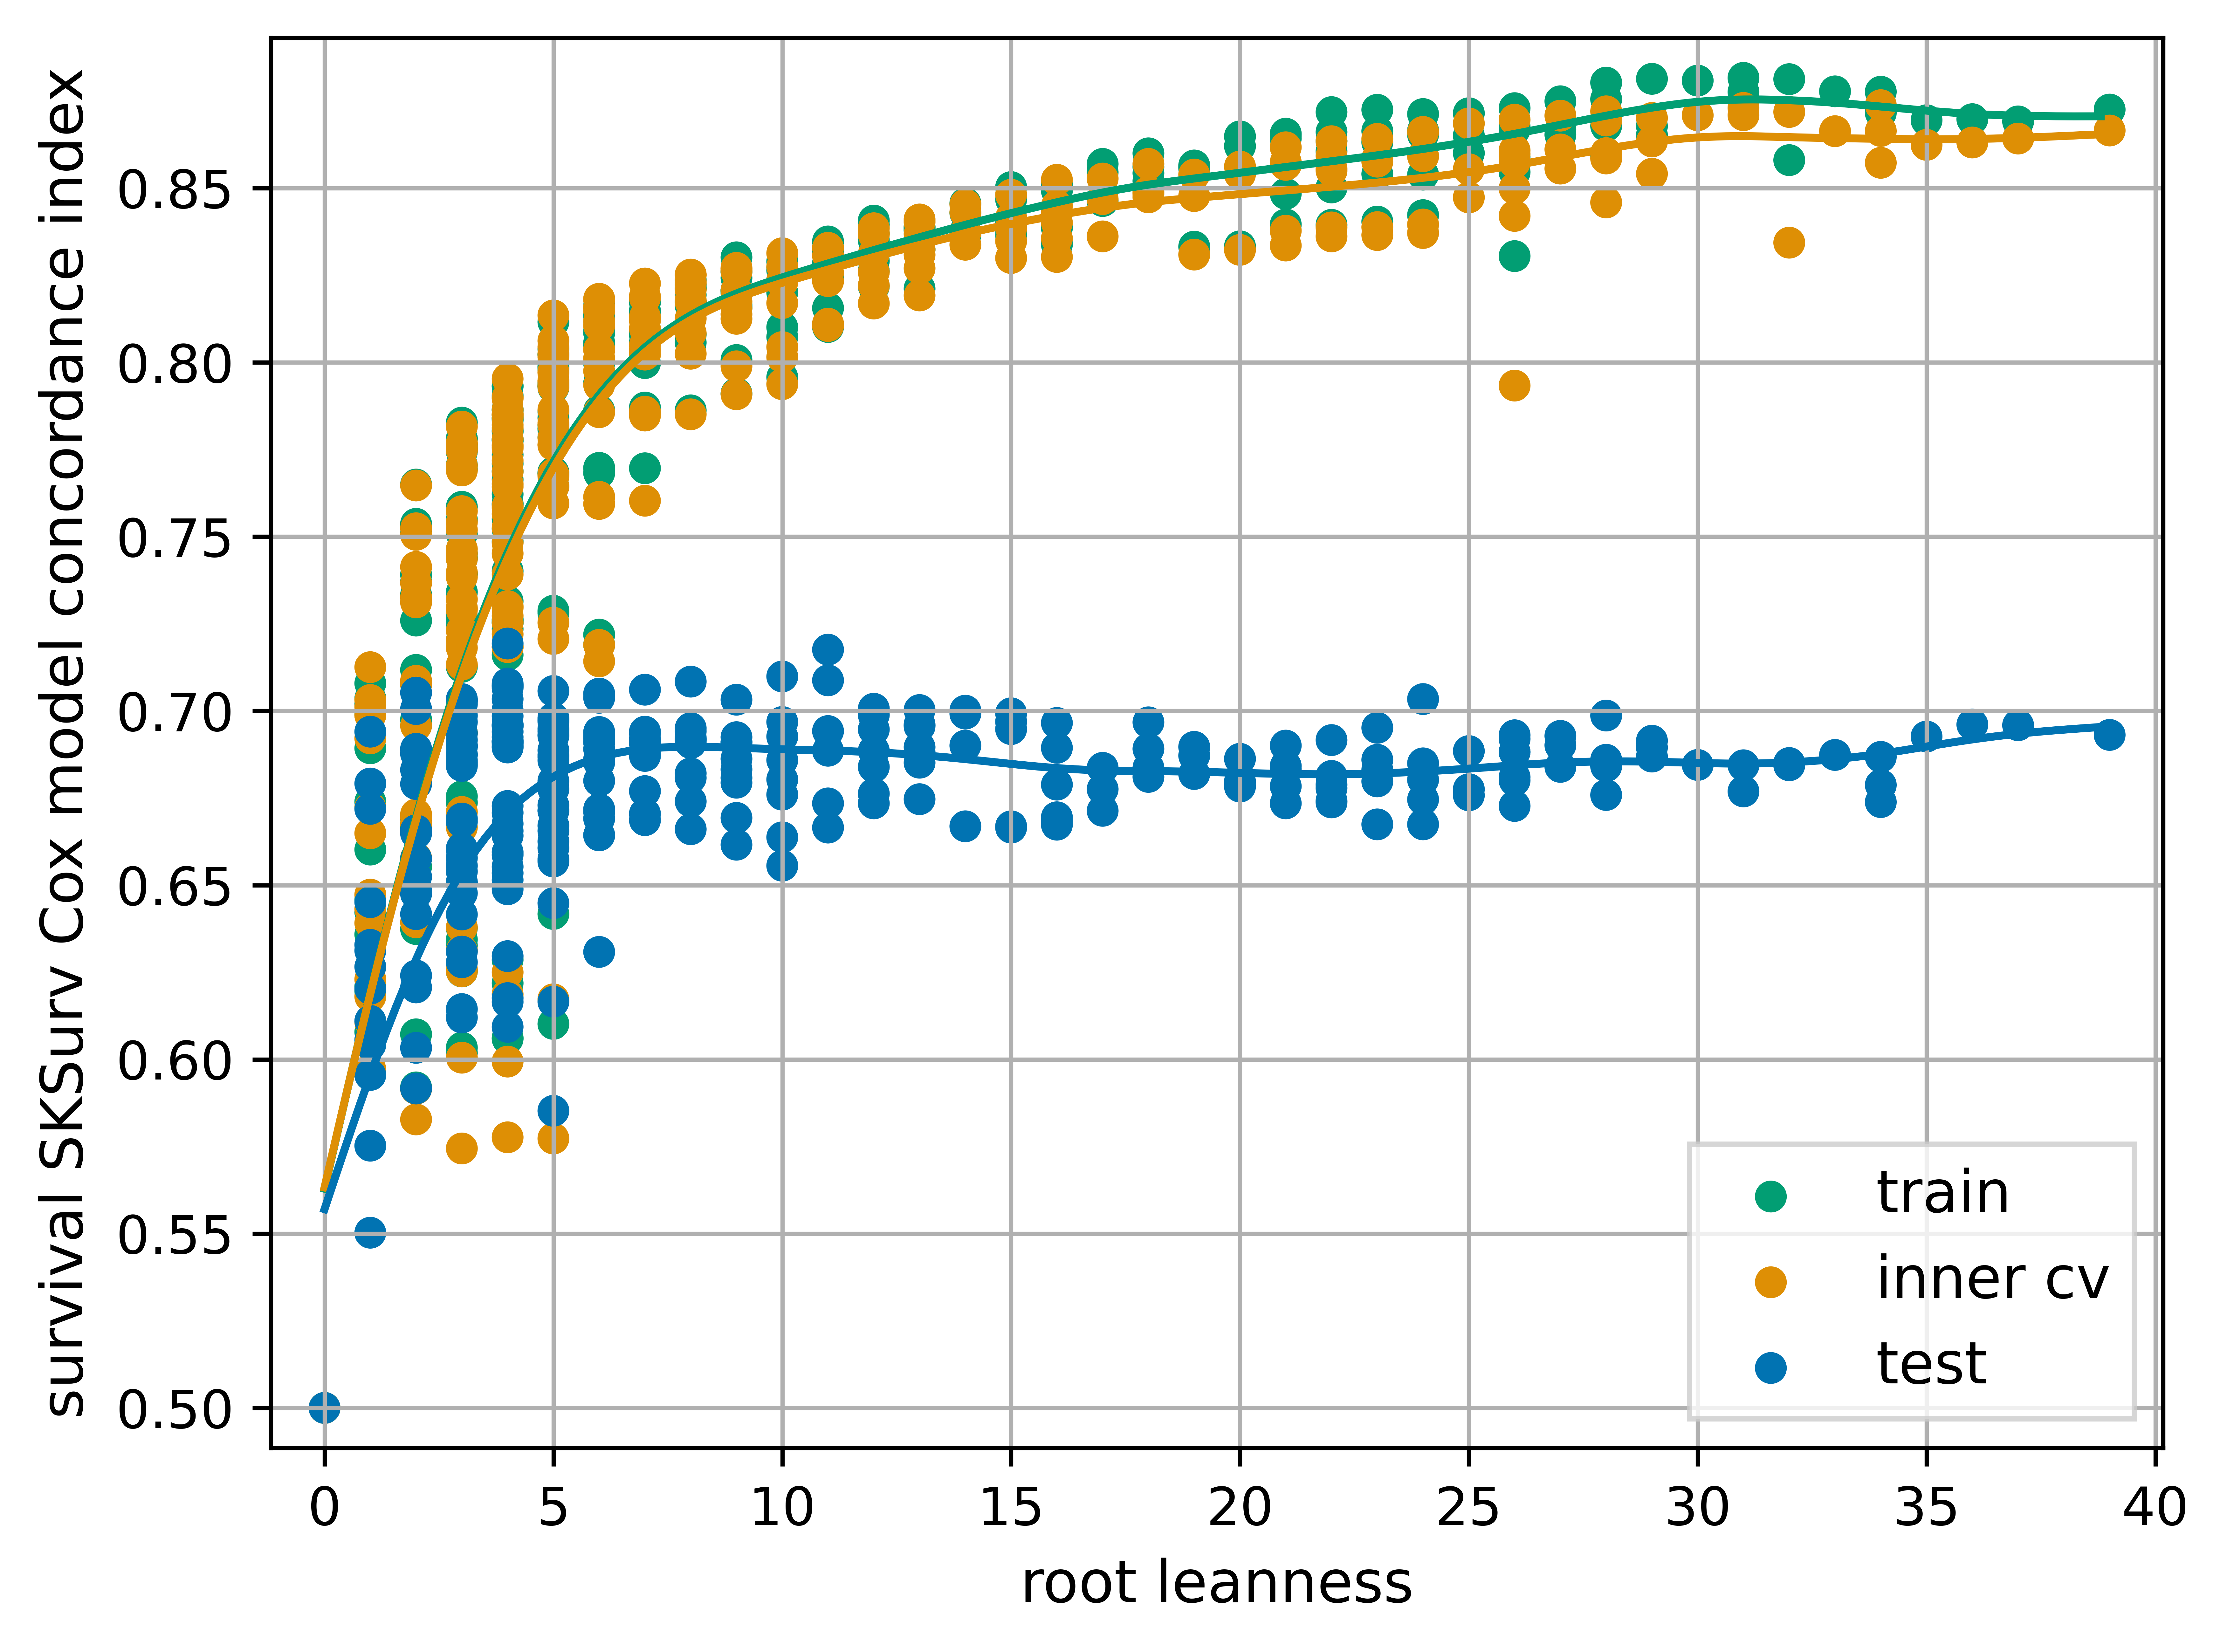 survival SKSurv Cox model concordance index
0.85
0.80
0.75
0.70
0.65
0.60
0.55
0.50
train
inner cv
test
0 5 10 15 20 25 30 35 40
root leanness